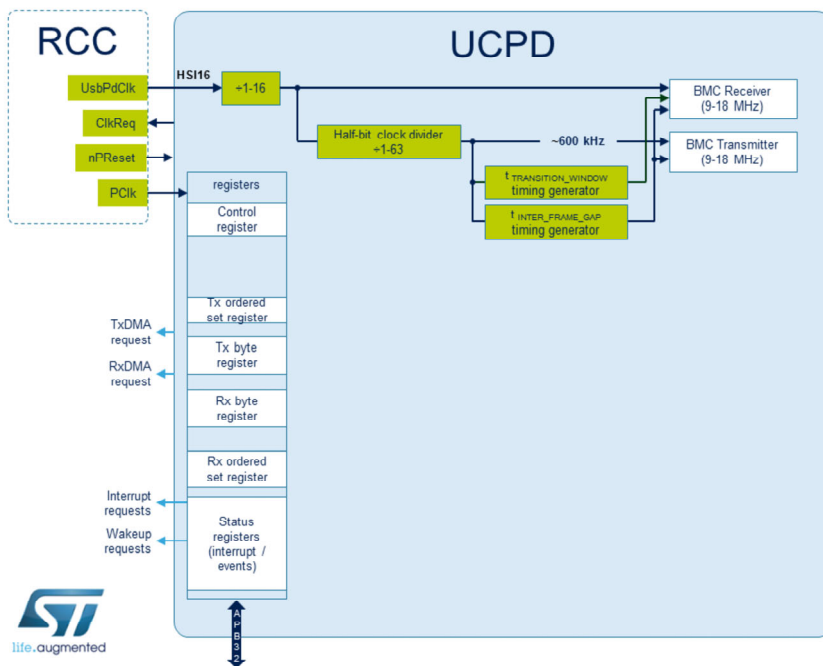 RCC
UCPD
UsbPdClk
HSI16
÷1-16
BMC Receiver
(9-18 MHz)
ClkReq
Half-bit clock divider
÷1-63
~600 kHz
BMC Transmitter
(9-18 MHz)
nPReset
PClk
registers
t TRANSITION_WINDOW
timing generator
Control
register
t INTER_FRAME_GAP
timing generator
Tx ordered
set register
TxDMA
request
Tx byte
register
RxDMA
request
Rx byte
register
Rx ordered
set register
Interrupt
requests
Status
registers
(interrupt /
events)
Wakeup
requests
ST
life.augmented
APB32